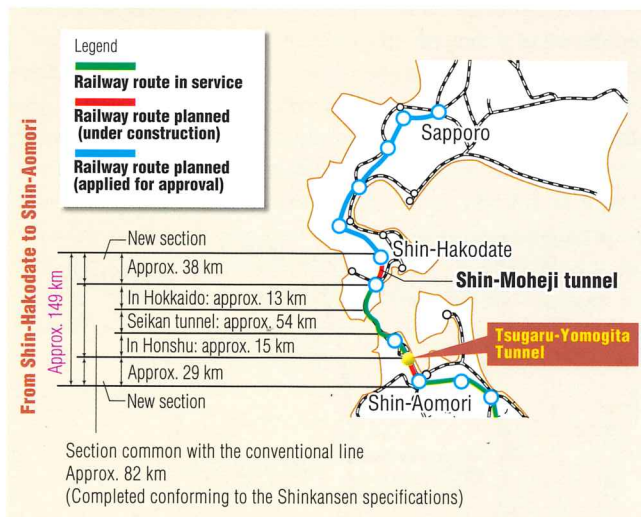 Legend
Railway route in service
Railway route planned
(under construction)
Railway route planned
(applied for approval)
Sapporo
Shin-Hakodate
Shin-Moheji tunnel
Tsugaru-Yomogita
Tunnel
Shin-Aomori
From Shin-Hakodate to Shin-Aomori
Approx. 149 km
New section
Approx. 38 km
In Hokkaido: approx. 13 km
Seikan tunnel: approx, 54 km
In Honshu: approx. 15 km
Approx. 29 km
New section
Section common with the conventional line
Approx. 82 km
(Completed conforming to the Shinkansen specifications)